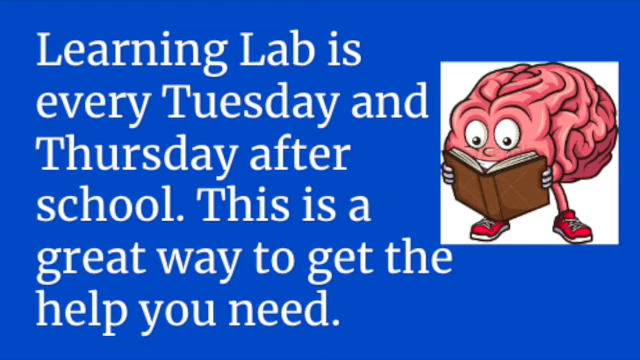 Learning Lab is
every Tuesday and
Thursday after
school. This is a
great way to get the
help you need.